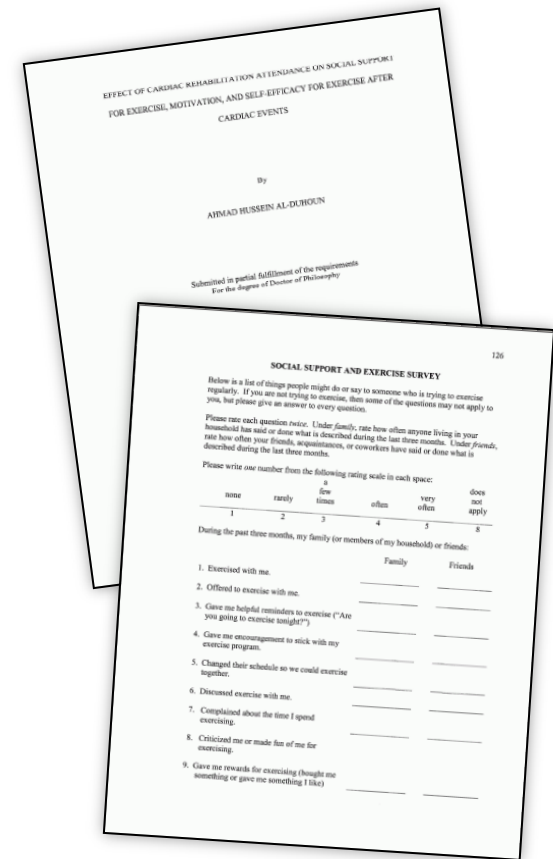 EFFECT OF CARDIAC REHABILITATION ATTENDANCE ON SOCIAL SUPPORT
FOR EXERCISE, MOTIVATION, AND SELF-EFFICACY FOR EXERCISE AFTER
CARDIAC EVENTS
By
AHMAD HUSSEIN AL-DUHOUN
Submitted in partial fulfillment of the requirements
For the degree of Doctor of Philosophy
126
SOCIAL SUPPORT AND EXERCISE SURVEY
Below is a list of things people might do or say to someone who is trying to exercise
regularly. If you are not trying to exercise, then some of the questions may not apply to
you, but please give an answer to every question.
Please rate each question twice. Under family, rate how often anyone living in your
household has said or done what is described during the last three months. Under friends,
rate how often your friends, acquaintances, or coworkers have said or done what is
described during the last three months.
Please write one number from the following rating scale in each space:
none rarely a few times often very often does not apply
1 2 3 4 5 8
During the past three months, my family (or members of my household) or friends:
Family Friends
1. Exercised with me.
2. Offered to exercise with me.
3. Gave me helpful reminders to exercise ("Are
you going to exercise tonight?")
4. Gave me encouragement to stick with my
exercise program.
5. Changed their schedule so we could exercise
together.
6. Discussed exercise with me.
7. Complained about the time I spend
exercising.
8. Criticized me or made fun of me for
exercising.
9. Gave me rewards for exercising (bought me
something or gave me something I like)